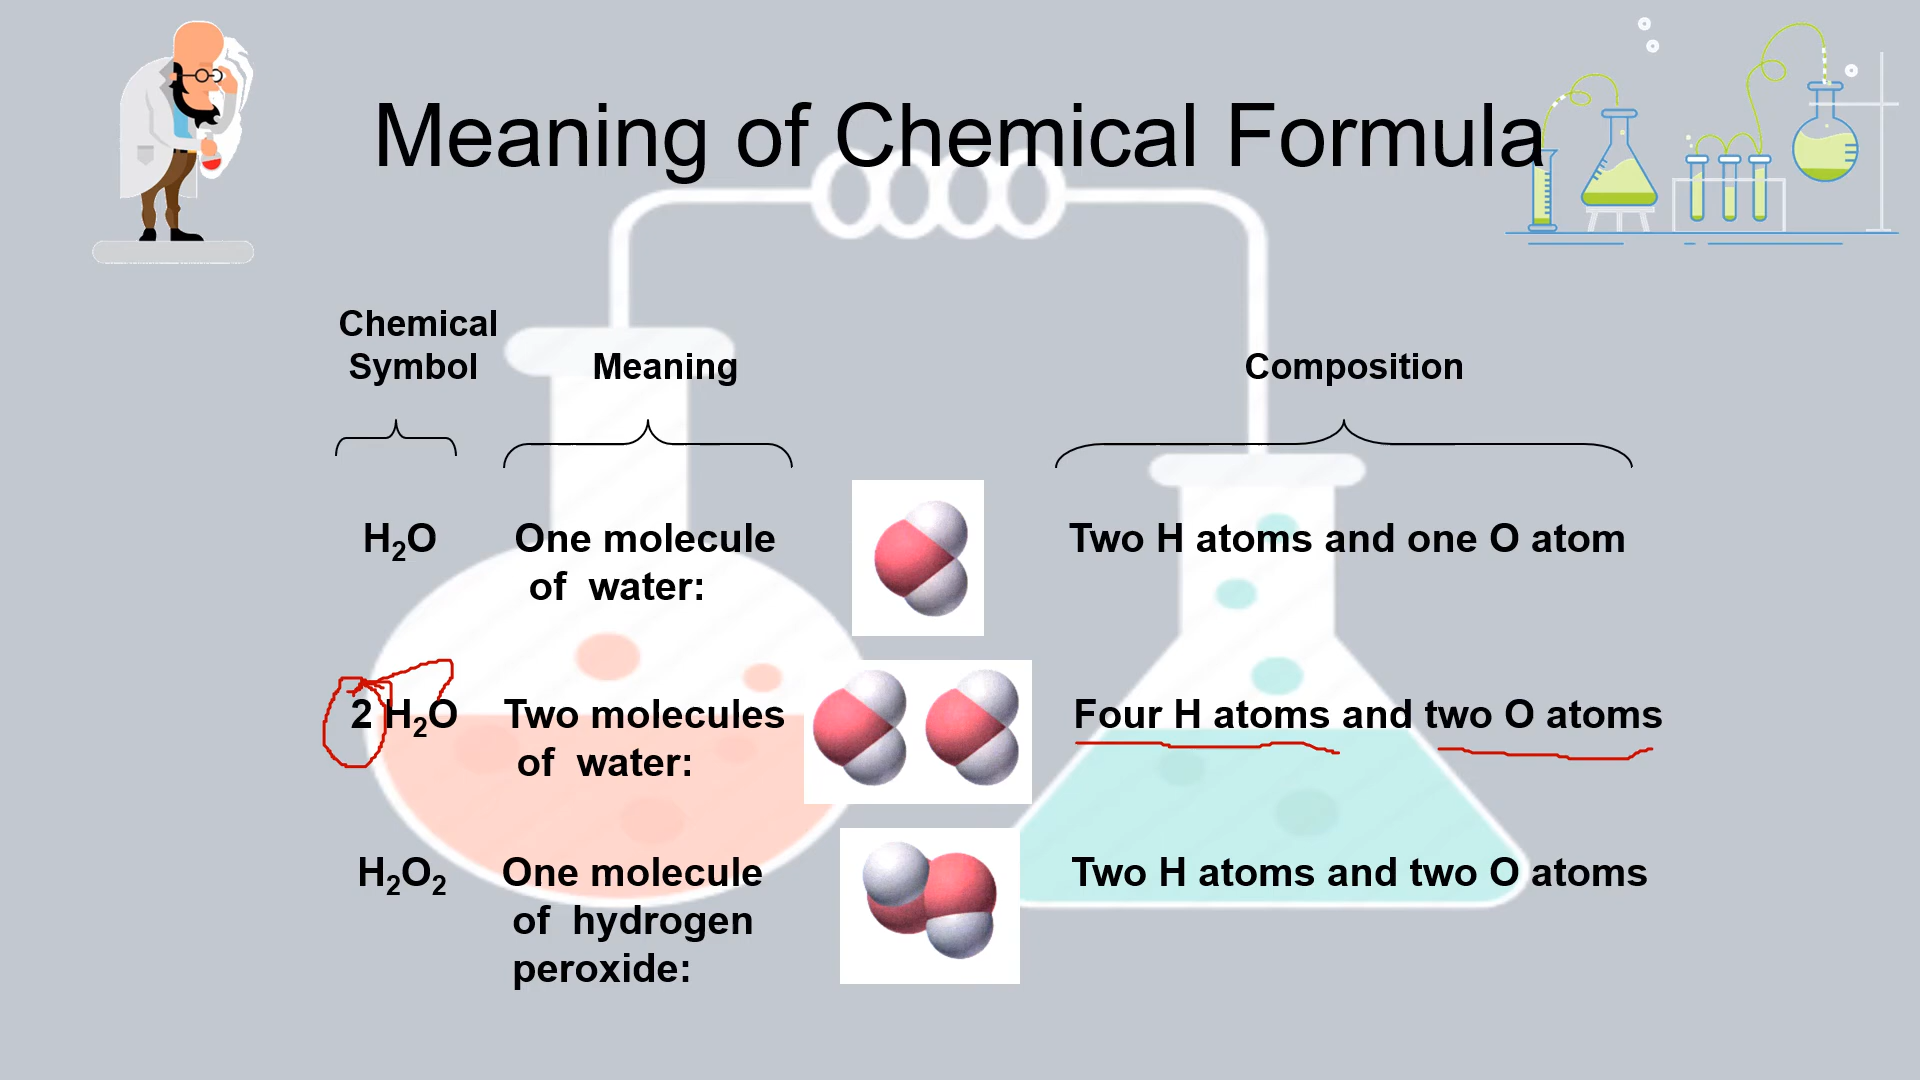 Meaning of Chemical Formula
Chemical
Symbol
Meaning
Composition
H₂O
One molecule
of water:
Two H atoms and one O atom
2 H₂O
Two molecules
of water:
Four H atoms and two O atoms
H₂O₂
One molecule
of hydrogen
peroxide:
Two H atoms and two O atoms